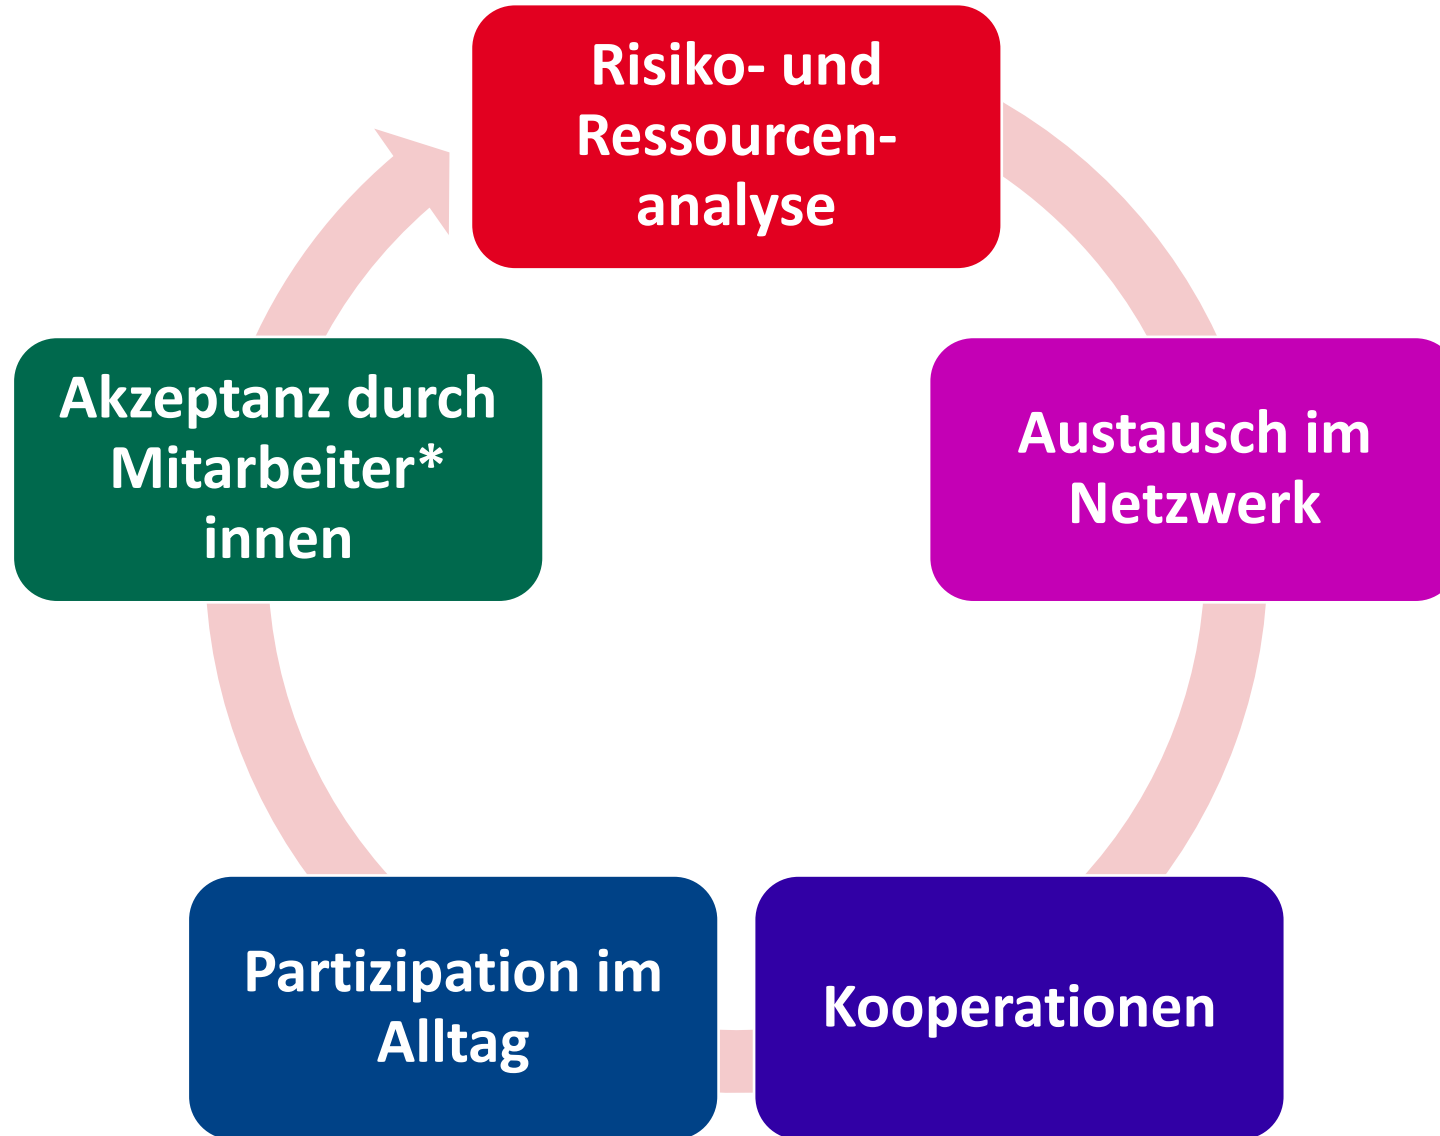 Risiko- und
Ressourcen-
analyse
Akzeptanz durch
Mitarbeiter*
innen
Austausch im
Netzwerk
Partizipation im
Alltag
Kooperationen